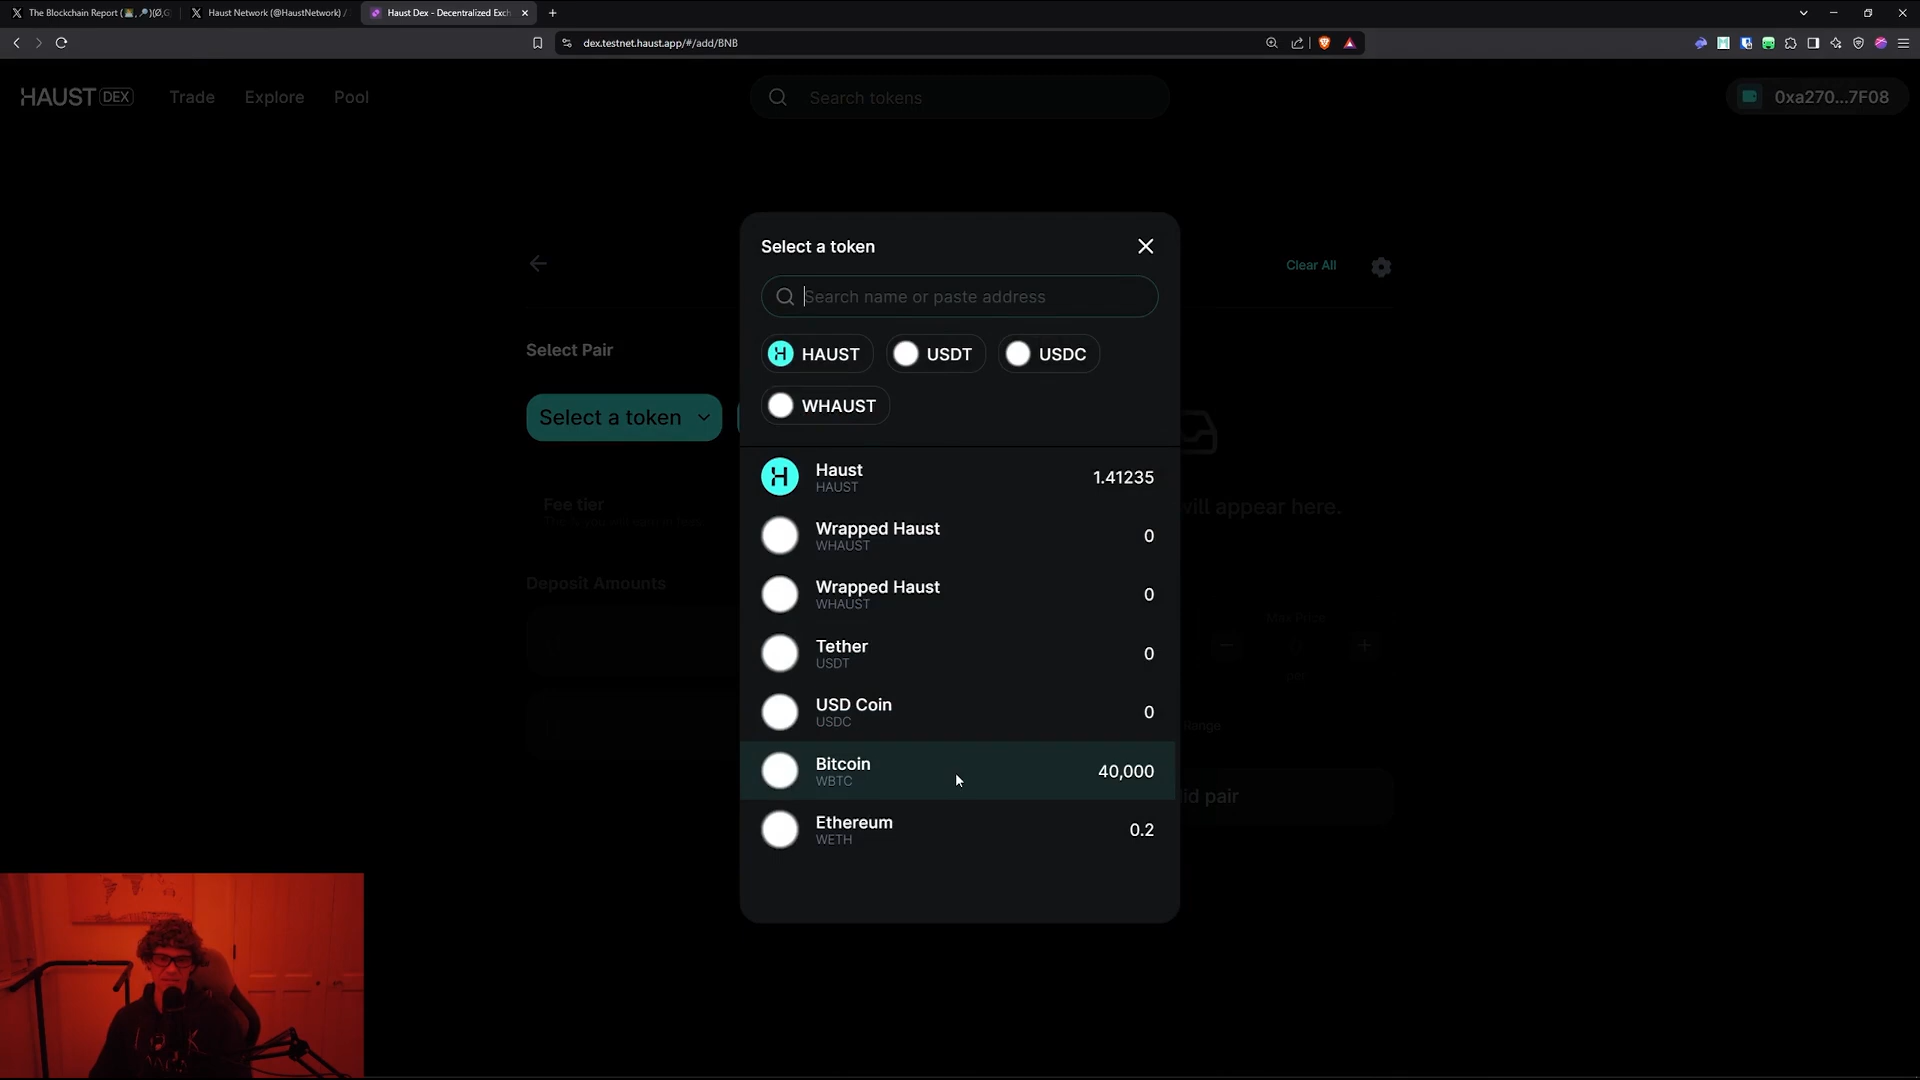 The Blockchain Report
Haust Network (@HaustNetwork) /
Haust Dex - Decentralized Exch
dex.testnet.haust.app/#/add/BNB
HAUST DEX
Trade
Explore
Pool
Search tokens
0xa270...7F08
Select a token
Clear All
Search name or paste address
Select Pair
HAUST
USDT
USDC
WHAUST
Select a token
Haust
HAUST
1.41235
Fee tier
will appear here.
Wrapped Haust
WHAUST
0
Deposit Amounts
Wrapped Haust
WHAUST
0
Max Price
Tether
USDT
0
USD Coin
USDC
0
Range
Bitcoin
WBTC
40,000
id pair
Ethereum
WETH
0.2